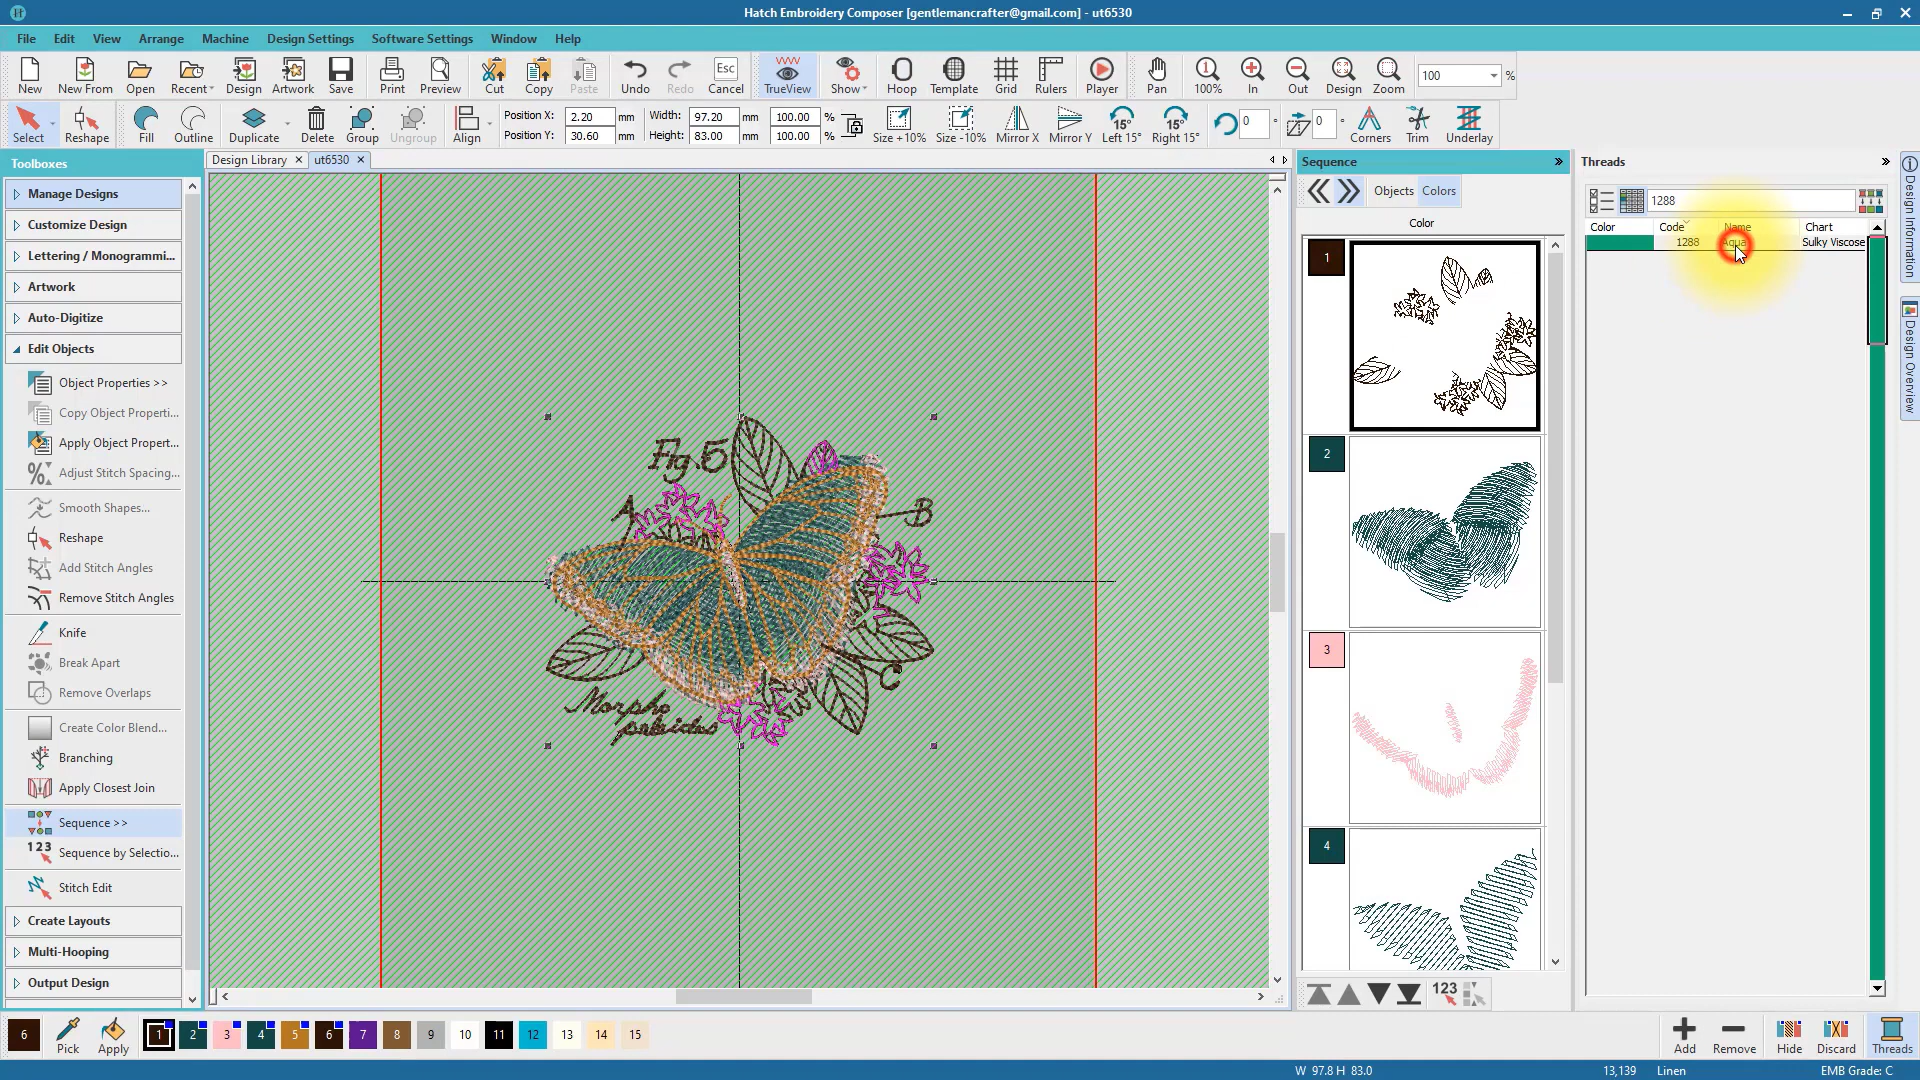 Hatch Embroidery Composer [gentlemancrafter@gmail.com] - ut6530
File Edit View Arrange Machine Design Settings Software Settings Window Help
New New From Open Recent Design Artwork Save Print Preview Cut Copy Paste Undo Redo Esc Cancel TrueView Show Hoop Template Grid Rulers Player Pan 1 100% In Out Design Zoom 100 %
Select Reshape Fill Outline Duplicate Delete Group Ungroup Align Size +10% Size -10% Mirror X Mirror Y 15° Left 15° 15° Right 15° 0 ° 0 ° Corners Trim Underlay
Position X: 2.20 mm Width: 97.20 mm 100.00 %
Position Y: 30.60 mm Height: 83.00 mm 100.00 %
Toolboxes
Design Library ut6530
Manage Designs
Customize Design
Lettering / Monogrammi...
Artwork
Auto-Digitize
Edit Objects
Object Properties >>
Copy Object Properti...
Apply Object Propert...
Adjust Stitch Spacing...
Smooth Shapes...
Reshape
Add Stitch Angles
Remove Stitch Angles
Knife
Break Apart
Remove Overlaps
Create Color Blend...
Branching
Apply Closest Join
Sequence >>
123 Sequence by Selectio...
Stitch Edit
Create Layouts
Multi-Hooping
Output Design
Fig.5
A
B
C
Morpho
Sequence
Objects Colors
Color
1
2
3
4
123
Threads
1288
Color Code Name Chart
1288 Aqua Sulky Viscose
Design Information
Design Overview
6 Pick Apply 1 2 3 4 5 6 7 8 9 10 11 12 13 14 15 Add Remove Hide Discard Threads
W 97.8 H 83.0 13,139 Linen EMB Grade: C